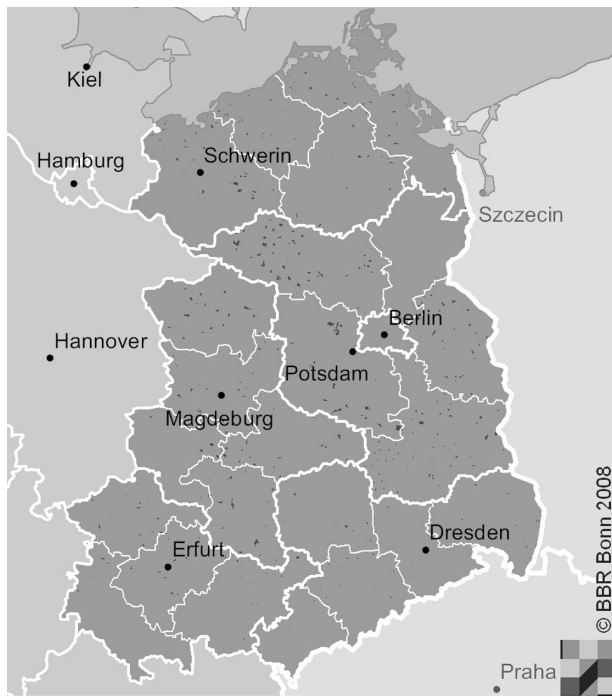 Kiel
Hamburg
Schwerin
Szczecin
Hannover
Berlin
Potsdam
Magdeburg
Erfurt
Dresden
Praha
© BBR Bonn 2008